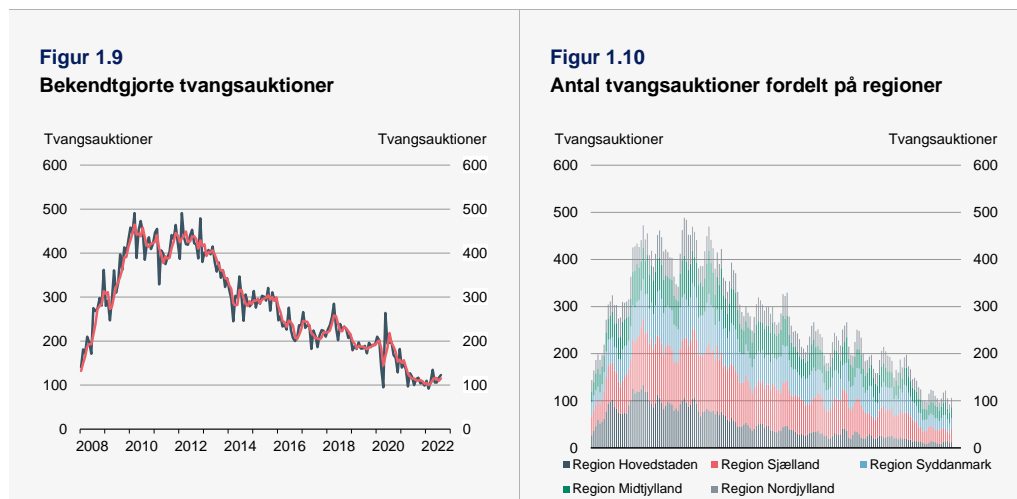 Figur 1.9
Bekendtgjorte tvangsauktioner
Tvangsauktioner Tvangsauktioner
600 600
500 500
400 400
300 300
200 200
100 100
0 0
2008 2010 2012 2014 2016 2018 2020 2022
Figur 1.10
Antal tvangsauktioner fordelt på regioner
Tvangsauktioner Tvangsauktioner
600 600
500 500
400 400
300 300
200 200
100 100
0 0
Region Hovedstaden Region Sjælland Region Syddanmark
Region Midtjylland Region Nordjylland